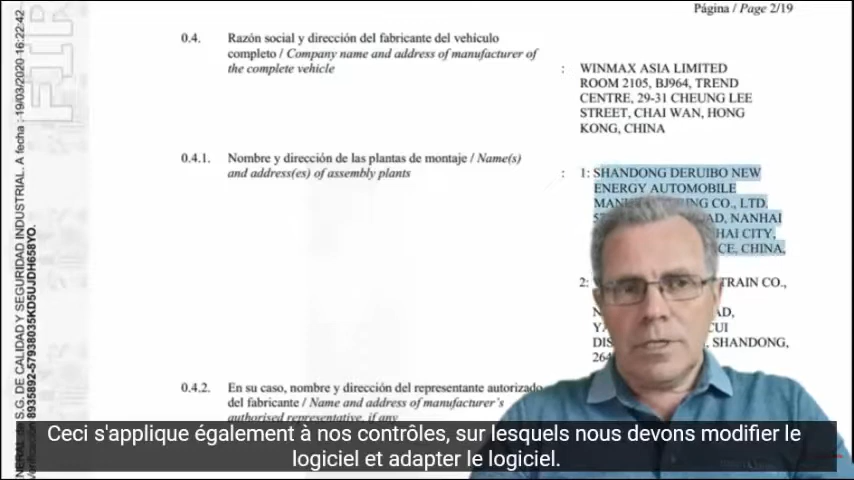 Página / Page 2/19
0.4. Razón social y dirección del fabricante del vehículo
completo / Company name and address of manufacturer of
the complete vehicle
: WINMAX ASIA LIMITED
ROOM 2105, BJ964, TREND
CENTRE, 29-31 CHEUNG LEE
STREET, CHAI WAN, HONG
KONG, CHINA
0.4.1. Nombre y dirección de las plantas de montaje / Name(s)
and address(es) of assembly plants
: 1: SHANDONG DERUIBO NEW
ENERGY AUTOMOBILE
CO., LTD.
NANHAI
HAI CITY,
CHINA.
2: TRAIN CO.,
SHANDONG,
0.4.2. En su caso, nombre y dirección del representante autorizado
del fabricante / Name and address of manufacturer's
authorised representative, if any
S.G. DE CALIDAD Y SEGURIDAD INDUSTRIAL. A fecha : 19/03/2020 16:22:42
8935892-57938035KD5UJDH658YO.
Ceci s'applique également à nos contrôles, sur lesquels nous devons modifier le
logiciel et adapter le logiciel.